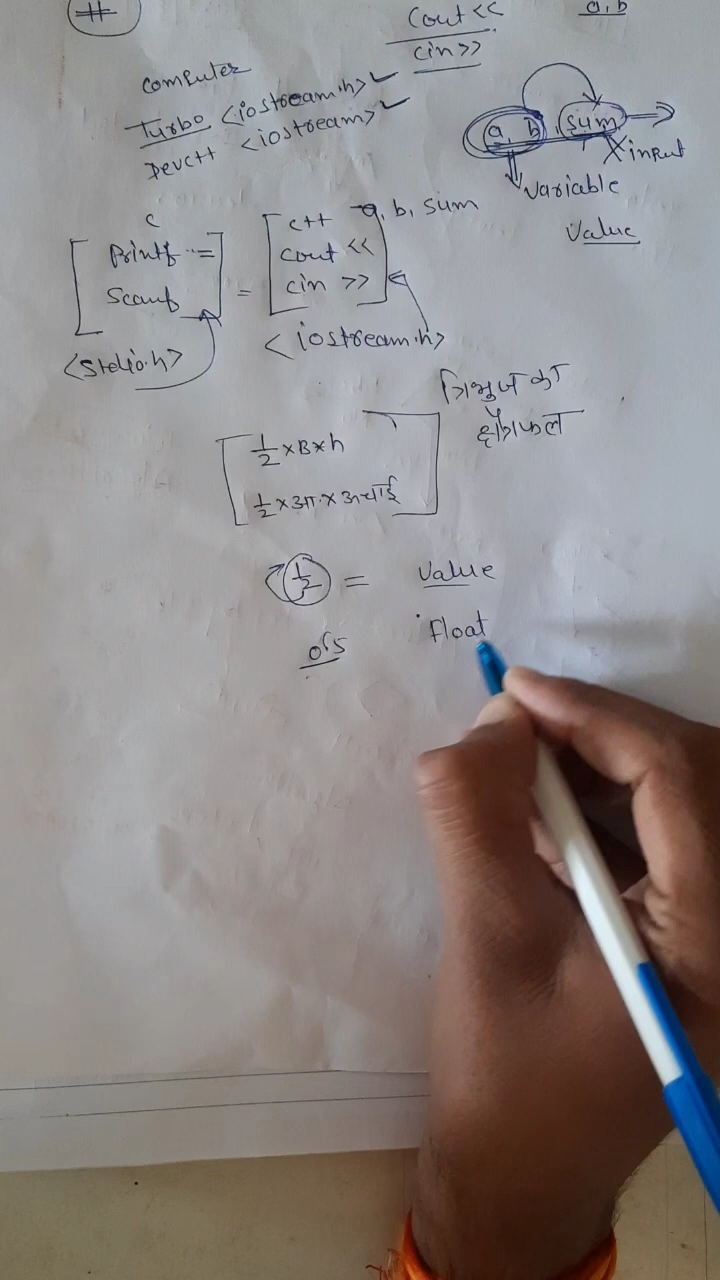 #
cout <<
cin >>
a, b
computer
Turbo <iostream.h> ✓
Devc++ <iostream> ✓
a, b, sum
X input
variable
value
c
Printf =
Scanf
=
c++
cout <<
cin >>
a, b, sum
<stdio.h>
<iostream.h>
त्रिभुज का
क्षेत्रफल
1/2 × B × h
1/2 × आ × ऊचाई
1/2 = value
0.5
float